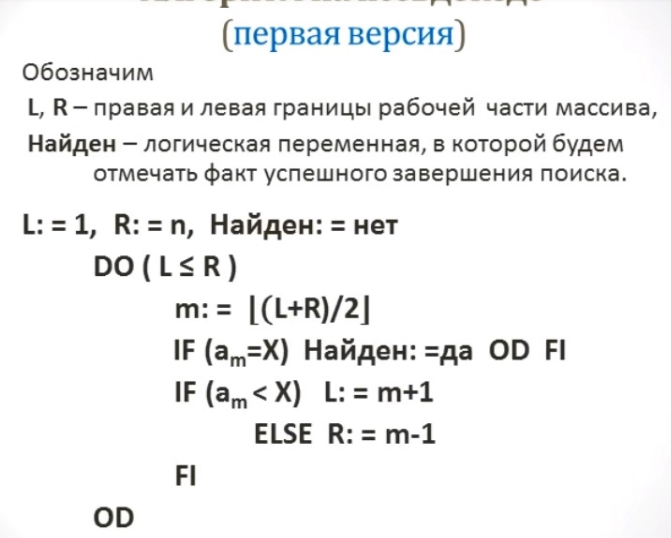 (первая версия)
Обозначим
L, R – правая и левая границы рабочей части массива,
Найден – логическая переменная, в которой будем
отмечать факт успешного завершения поиска.
L: = 1, R: = n, Найден: = нет
DO ( L ≤ R )
m: = ⌊(L+R)/2⌋
IF (aₘ=X) Найден: =да OD FI
IF (aₘ < X) L: = m+1
ELSE R: = m-1
FI
OD